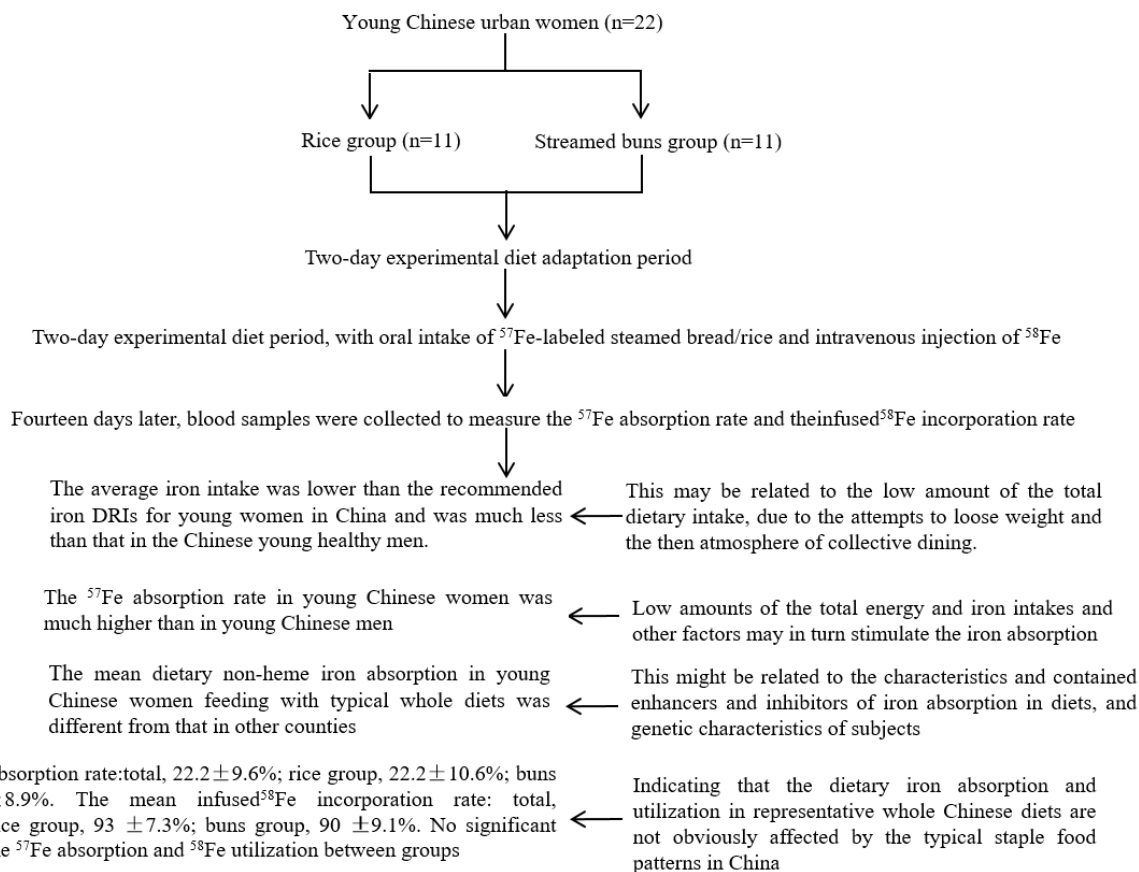 Young Chinese urban women (n=22)
Rice group (n=11)
Streamed buns group (n=11)
Two-day experimental diet adaptation period
Two-day experimental diet period, with oral intake of ⁵⁷Fe-labeled steamed bread/rice and intravenous injection of ⁵⁸Fe
Fourteen days later, blood samples were collected to measure the ⁵⁷Fe absorption rate and theinfused⁵⁸Fe incorporation rate
The average iron intake was lower than the recommended
iron DRIs for young women in China and was much less
than that in the Chinese young healthy men.
This may be related to the low amount of the total
dietary intake, due to the attempts to loose weight and
the then atmosphere of collective dining.
The ⁵⁷Fe absorption rate in young Chinese women was
much higher than in young Chinese men
Low amounts of the total energy and iron intakes and
other factors may in turn stimulate the iron absorption
The mean dietary non-heme iron absorption in young
Chinese women feeding with typical whole diets was
different from that in other counties
This might be related to the characteristics and contained
enhancers and inhibitors of iron absorption in diets, and
genetic characteristics of subjects
absorption rate:total, 22.2±9.6%; rice group, 22.2±10.6%; buns
8.9%. The mean infused⁵⁸Fe incorporation rate: total,
group, 93 ±7.3%; buns group, 90 ±9.1%. No significant
⁵⁷Fe absorption and ⁵⁸Fe utilization between groups
Indicating that the dietary iron absorption and
utilization in representative whole Chinese diets are
not obviously affected by the typical staple food
patterns in China